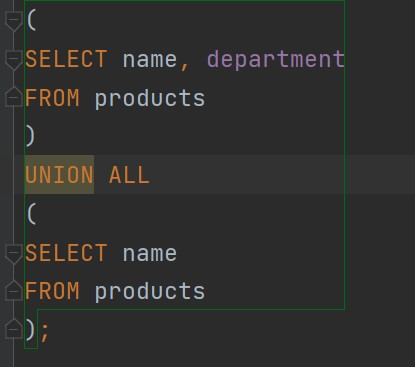 (
SELECT name, department
FROM products
)
UNION ALL
(
SELECT name
FROM products
);